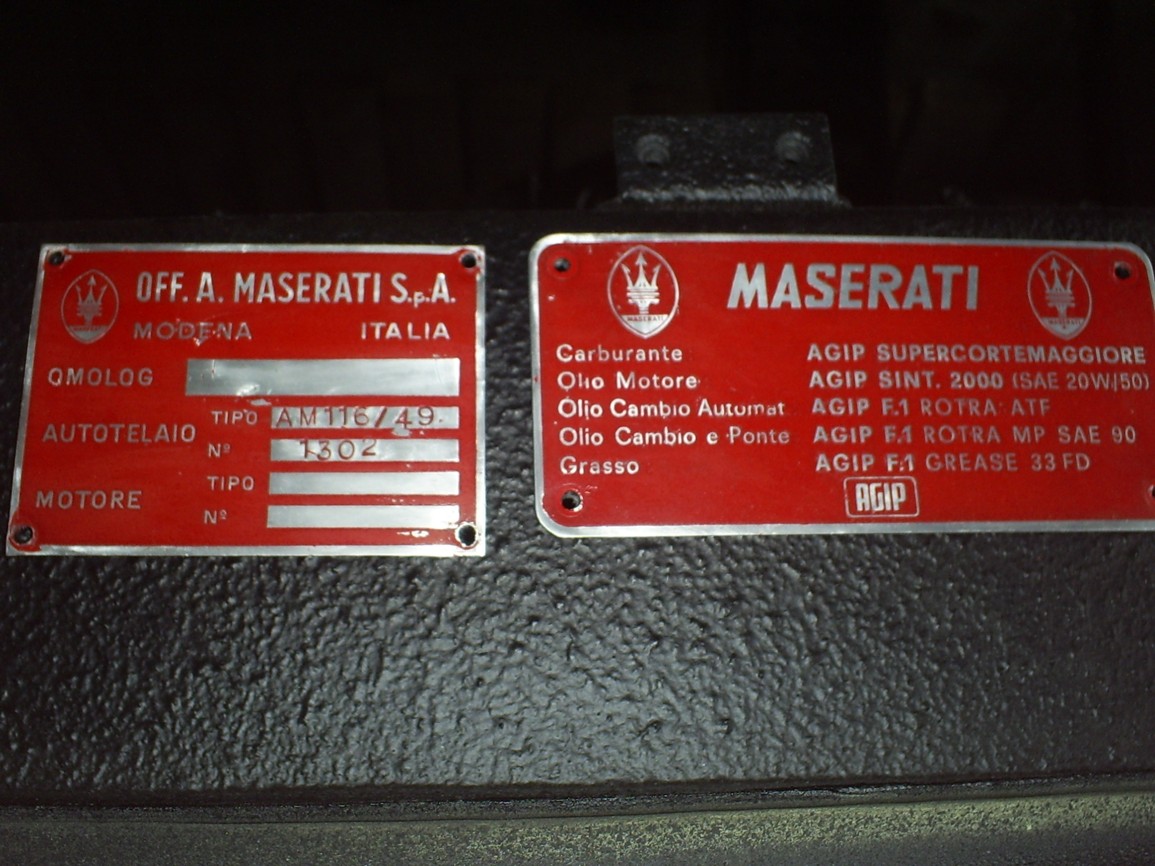 OFF. A. MASERATI S.p.A.
MODENA ITALIA
OMOLOG
AUTOTELAIO TIPO AM116/49
Nº 1302
MOTORE TIPO
Nº
MASERATI
MASERATI
MASERATI
Carburante AGIP SUPERCORTEMAGGIORE
Olio Motore AGIP SINT. 2000 (SAE 20W/50)
Olio Cambio Automat AGIP F.1 ROTRA ATF
Olio Cambio e Ponte AGIP F.1 ROTRA MP SAE 90
Grasso AGIP F.1 GREASE 33 FD
AGIP